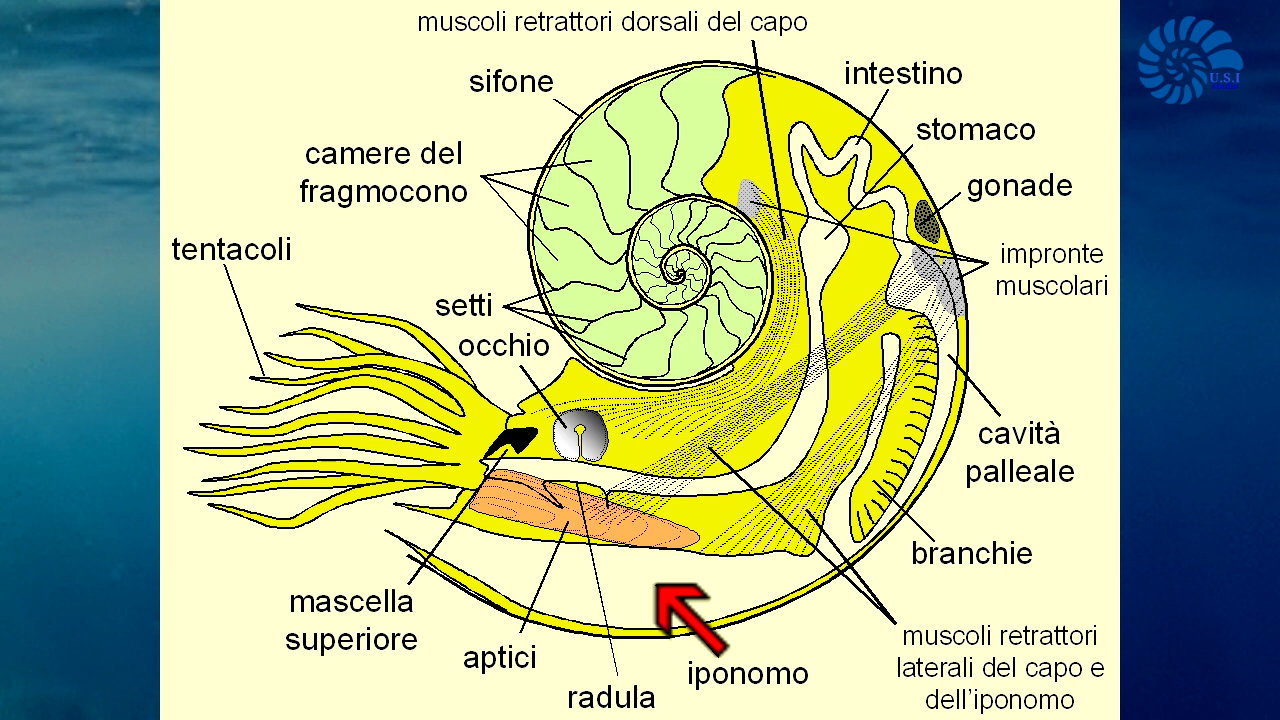 muscoli retrattori dorsali del capo
sifone
intestino
stomaco
camere del
fragmocono
gonade
tentacoli
impronte
muscolari
setti
occhio
cavità
palleale
branchie
mascella
superiore
aptici
radula
iponomo
muscoli retrattori
laterali del capo e
dell'iponomo
U.S.I